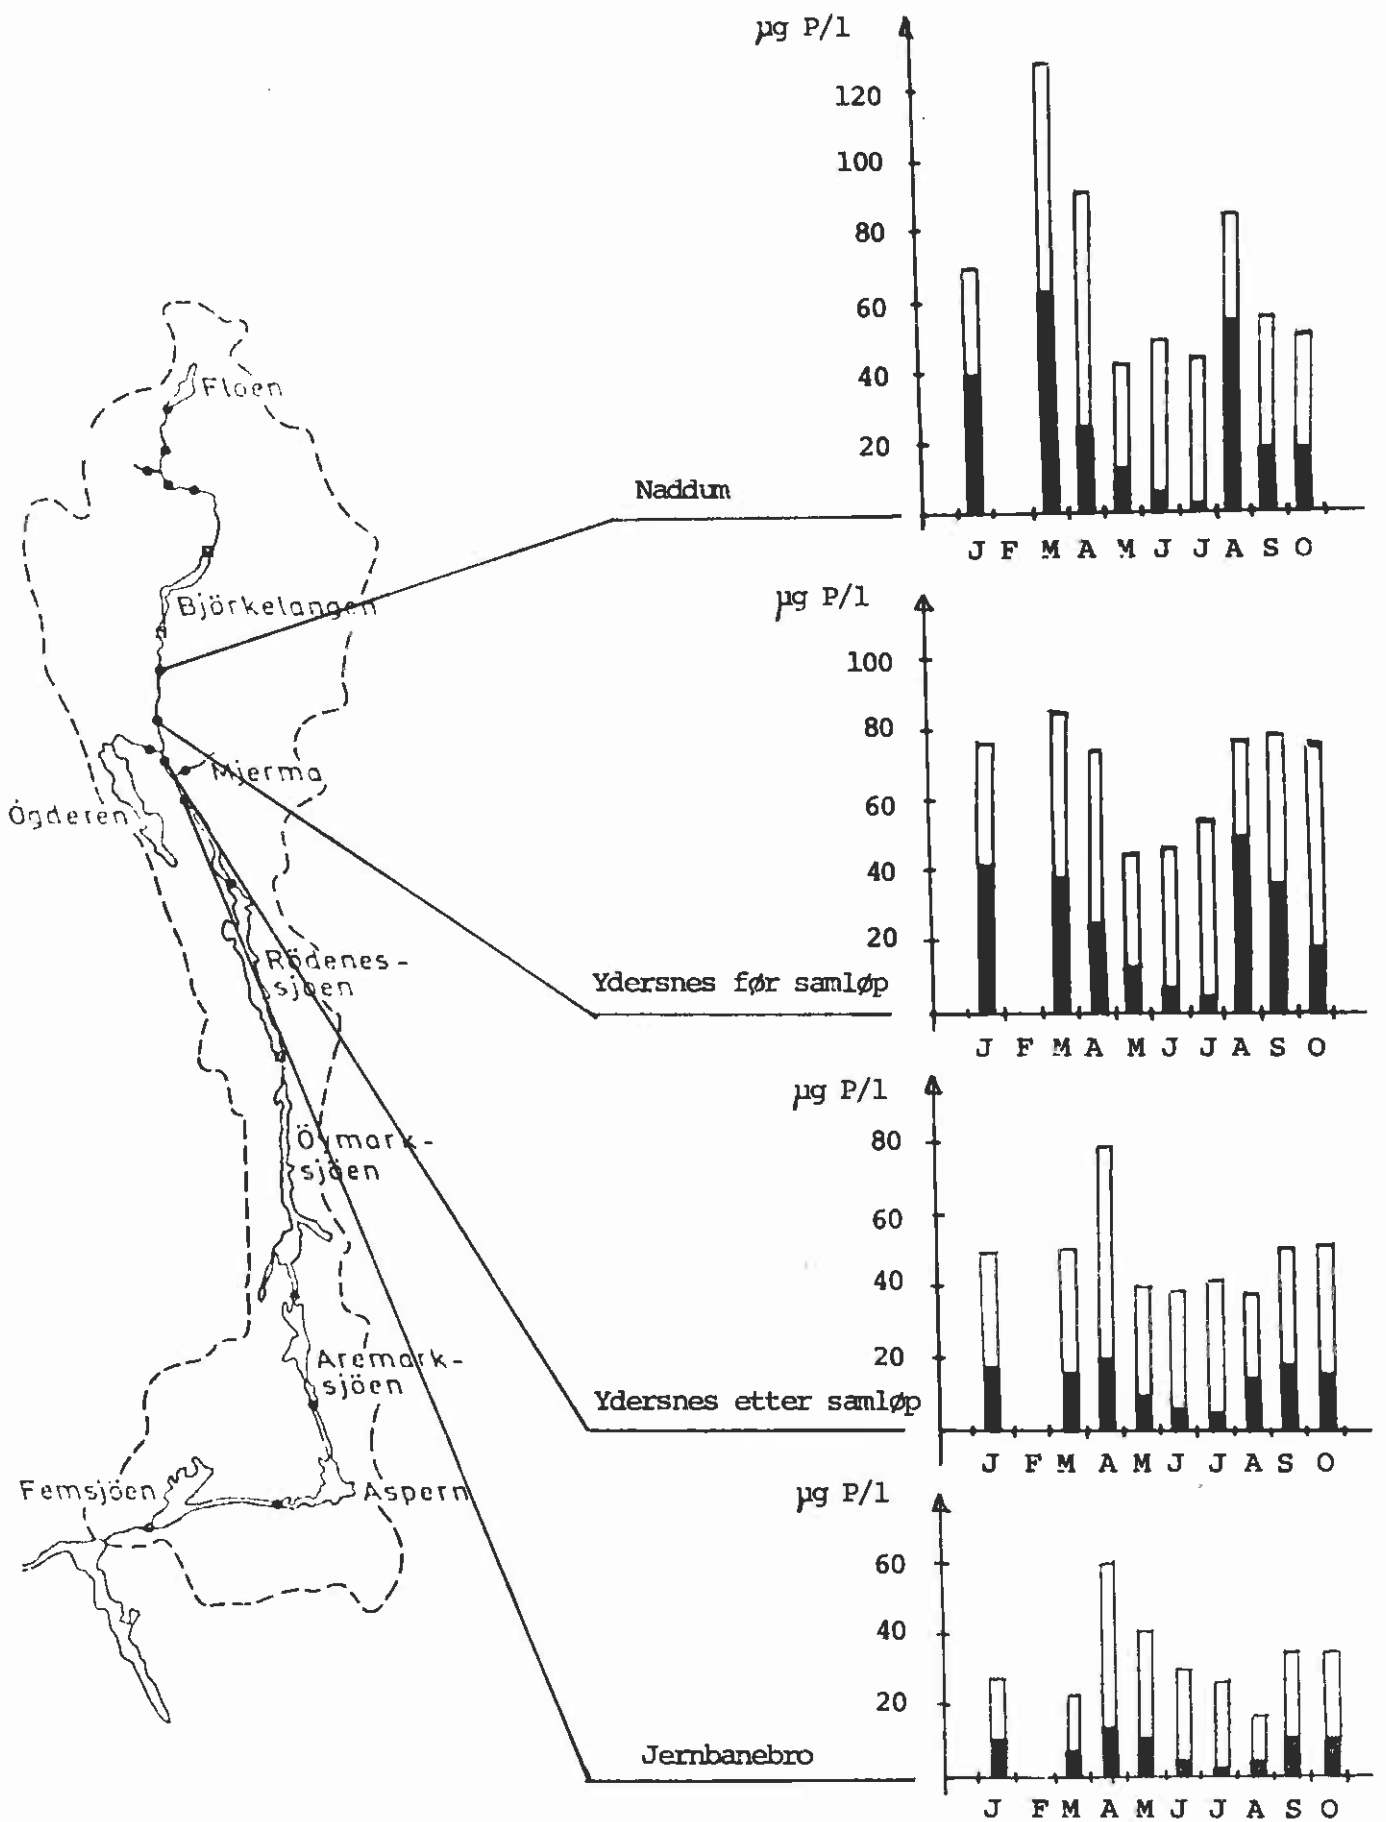 µg P/l
120
100
80
60
40
20
J F M A M J J A S O
Naddum
µg P/l
100
80
60
40
20
J F M A M J J A S O
Ydersnes før samløp
µg P/l
80
60
40
20
J F M A M J J A S O
Ydersnes etter samløp
µg P/l
60
40
20
J F M A M J J A S O
Jernbanebro
Floen
Björkelangen
Mjerma
Ögderen
Rödenes-
sjöen
Öymark-
sjöen
Aremark-
sjöen
Femsjöen
Aspern